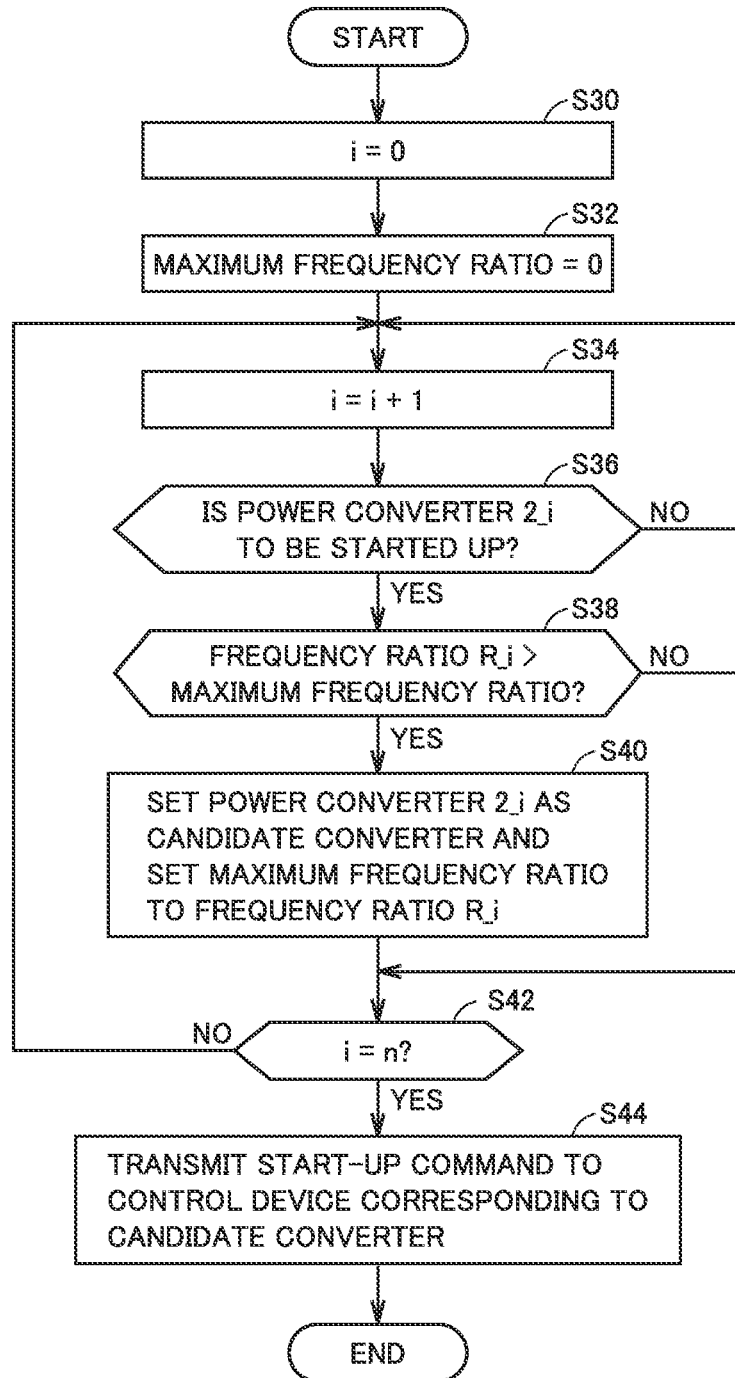 START
S30
i = 0
S32
MAXIMUM FREQUENCY RATIO = 0
S34
i = i + 1
S36
IS POWER CONVERTER 2_i
TO BE STARTED UP?
NO
YES
S38
FREQUENCY RATIO R_i >
MAXIMUM FREQUENCY RATIO?
NO
YES
S40
SET POWER CONVERTER 2_i AS
CANDIDATE CONVERTER AND
SET MAXIMUM FREQUENCY RATIO
TO FREQUENCY RATIO R_i
S42
NO
i = n?
YES
S44
TRANSMIT START-UP COMMAND TO
CONTROL DEVICE CORRESPONDING TO
CANDIDATE CONVERTER
END